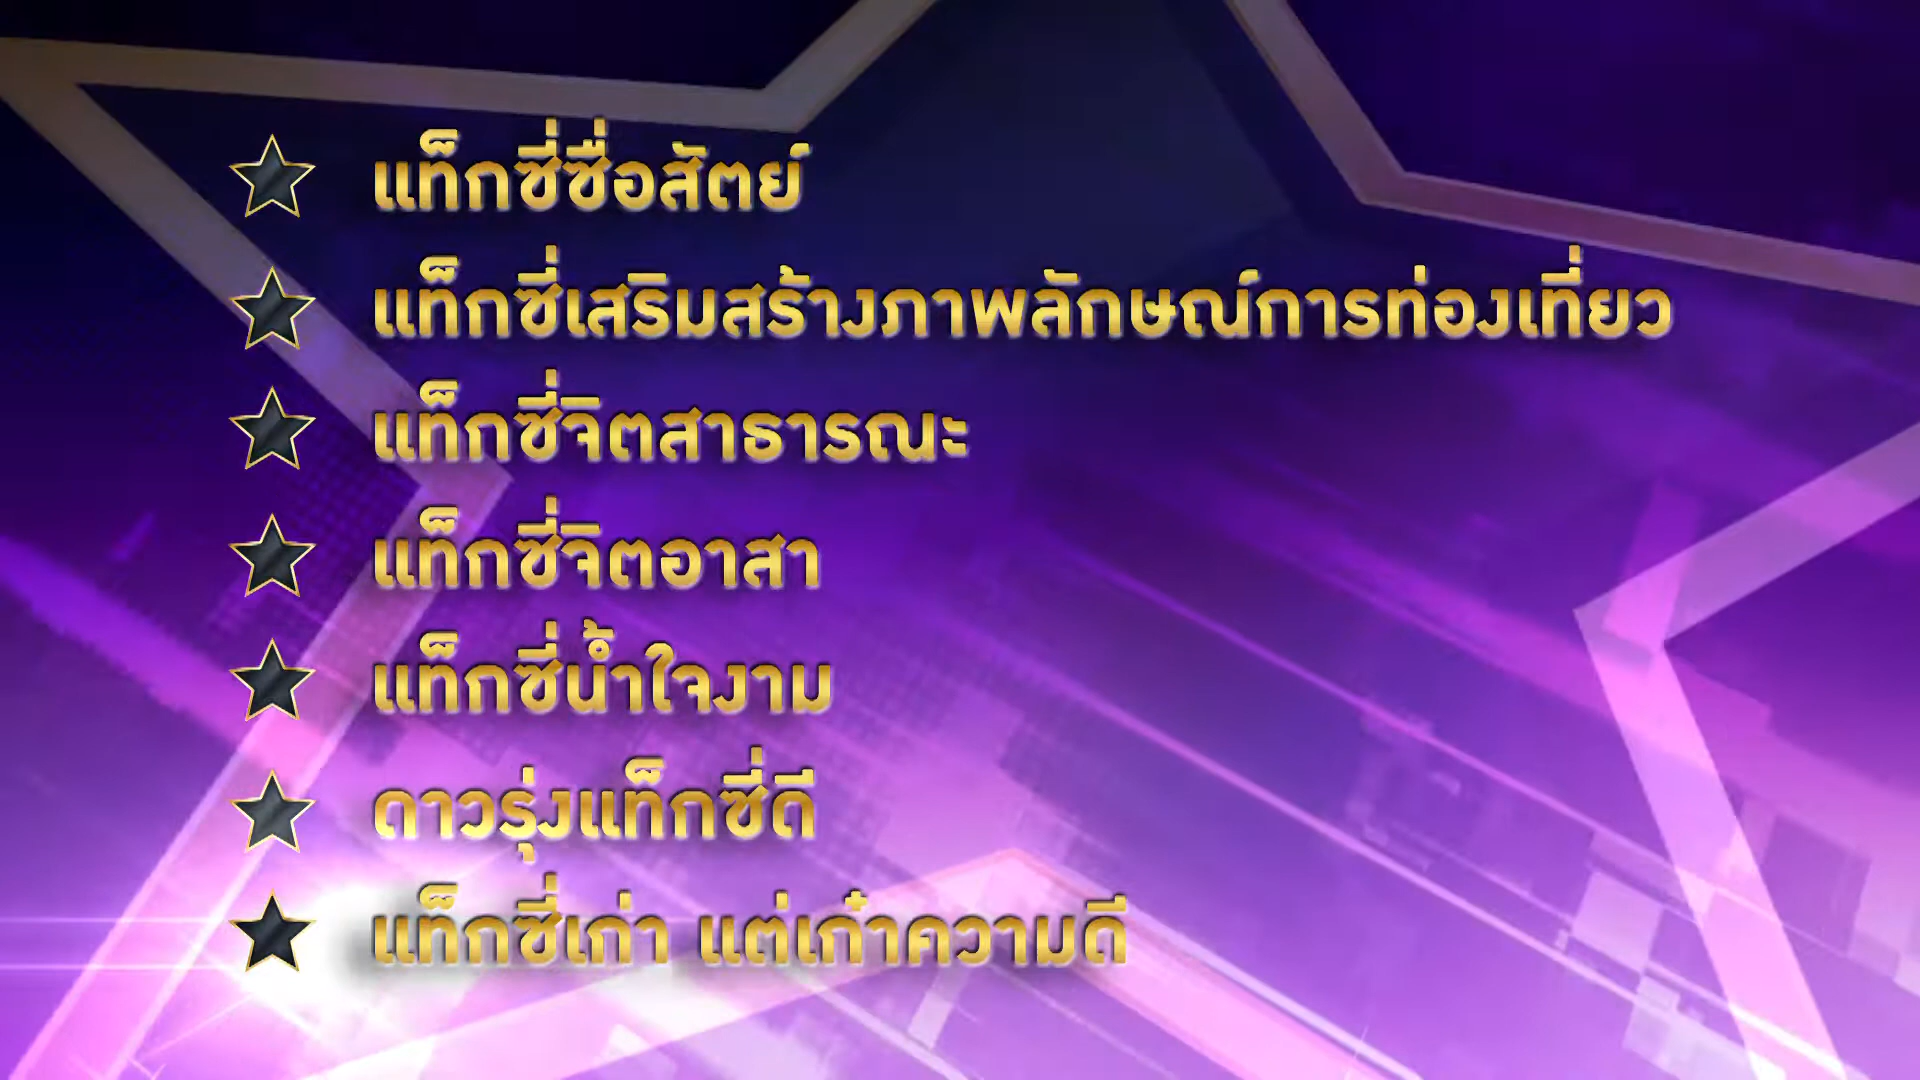 แท็กซี่ซื่อสัตย์
แท็กซี่เสริมสร้างภาพลักษณ์การท่องเที่ยว
แท็กซี่จิตสาธารณะ
แท็กซี่จิตอาสา
แท็กซี่น้ำใจงาม
ดาวรุ่งแท็กซี่ดี
แท็กซี่เก่า แต่เก๋าความดี